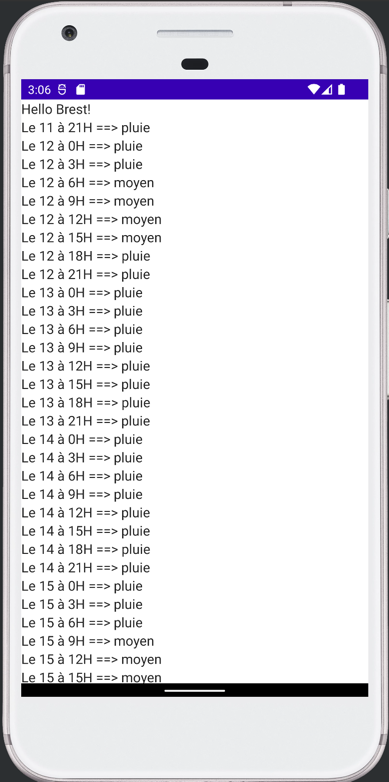 3:06
Hello Brest!
Le 11 à 21H ==> pluie
Le 12 à 0H ==> pluie
Le 12 à 3H ==> pluie
Le 12 à 6H ==> moyen
Le 12 à 9H ==> moyen
Le 12 à 12H ==> moyen
Le 12 à 15H ==> moyen
Le 12 à 18H ==> pluie
Le 12 à 21H ==> pluie
Le 13 à 0H ==> pluie
Le 13 à 3H ==> pluie
Le 13 à 6H ==> pluie
Le 13 à 9H ==> pluie
Le 13 à 12H ==> pluie
Le 13 à 15H ==> pluie
Le 13 à 18H ==> pluie
Le 13 à 21H ==> pluie
Le 14 à 0H ==> pluie
Le 14 à 3H ==> pluie
Le 14 à 6H ==> pluie
Le 14 à 9H ==> pluie
Le 14 à 12H ==> pluie
Le 14 à 15H ==> pluie
Le 14 à 18H ==> pluie
Le 14 à 21H ==> pluie
Le 15 à 0H ==> pluie
Le 15 à 3H ==> pluie
Le 15 à 6H ==> pluie
Le 15 à 9H ==> moyen
Le 15 à 12H ==> moyen
Le 15 à 15H ==> moyen